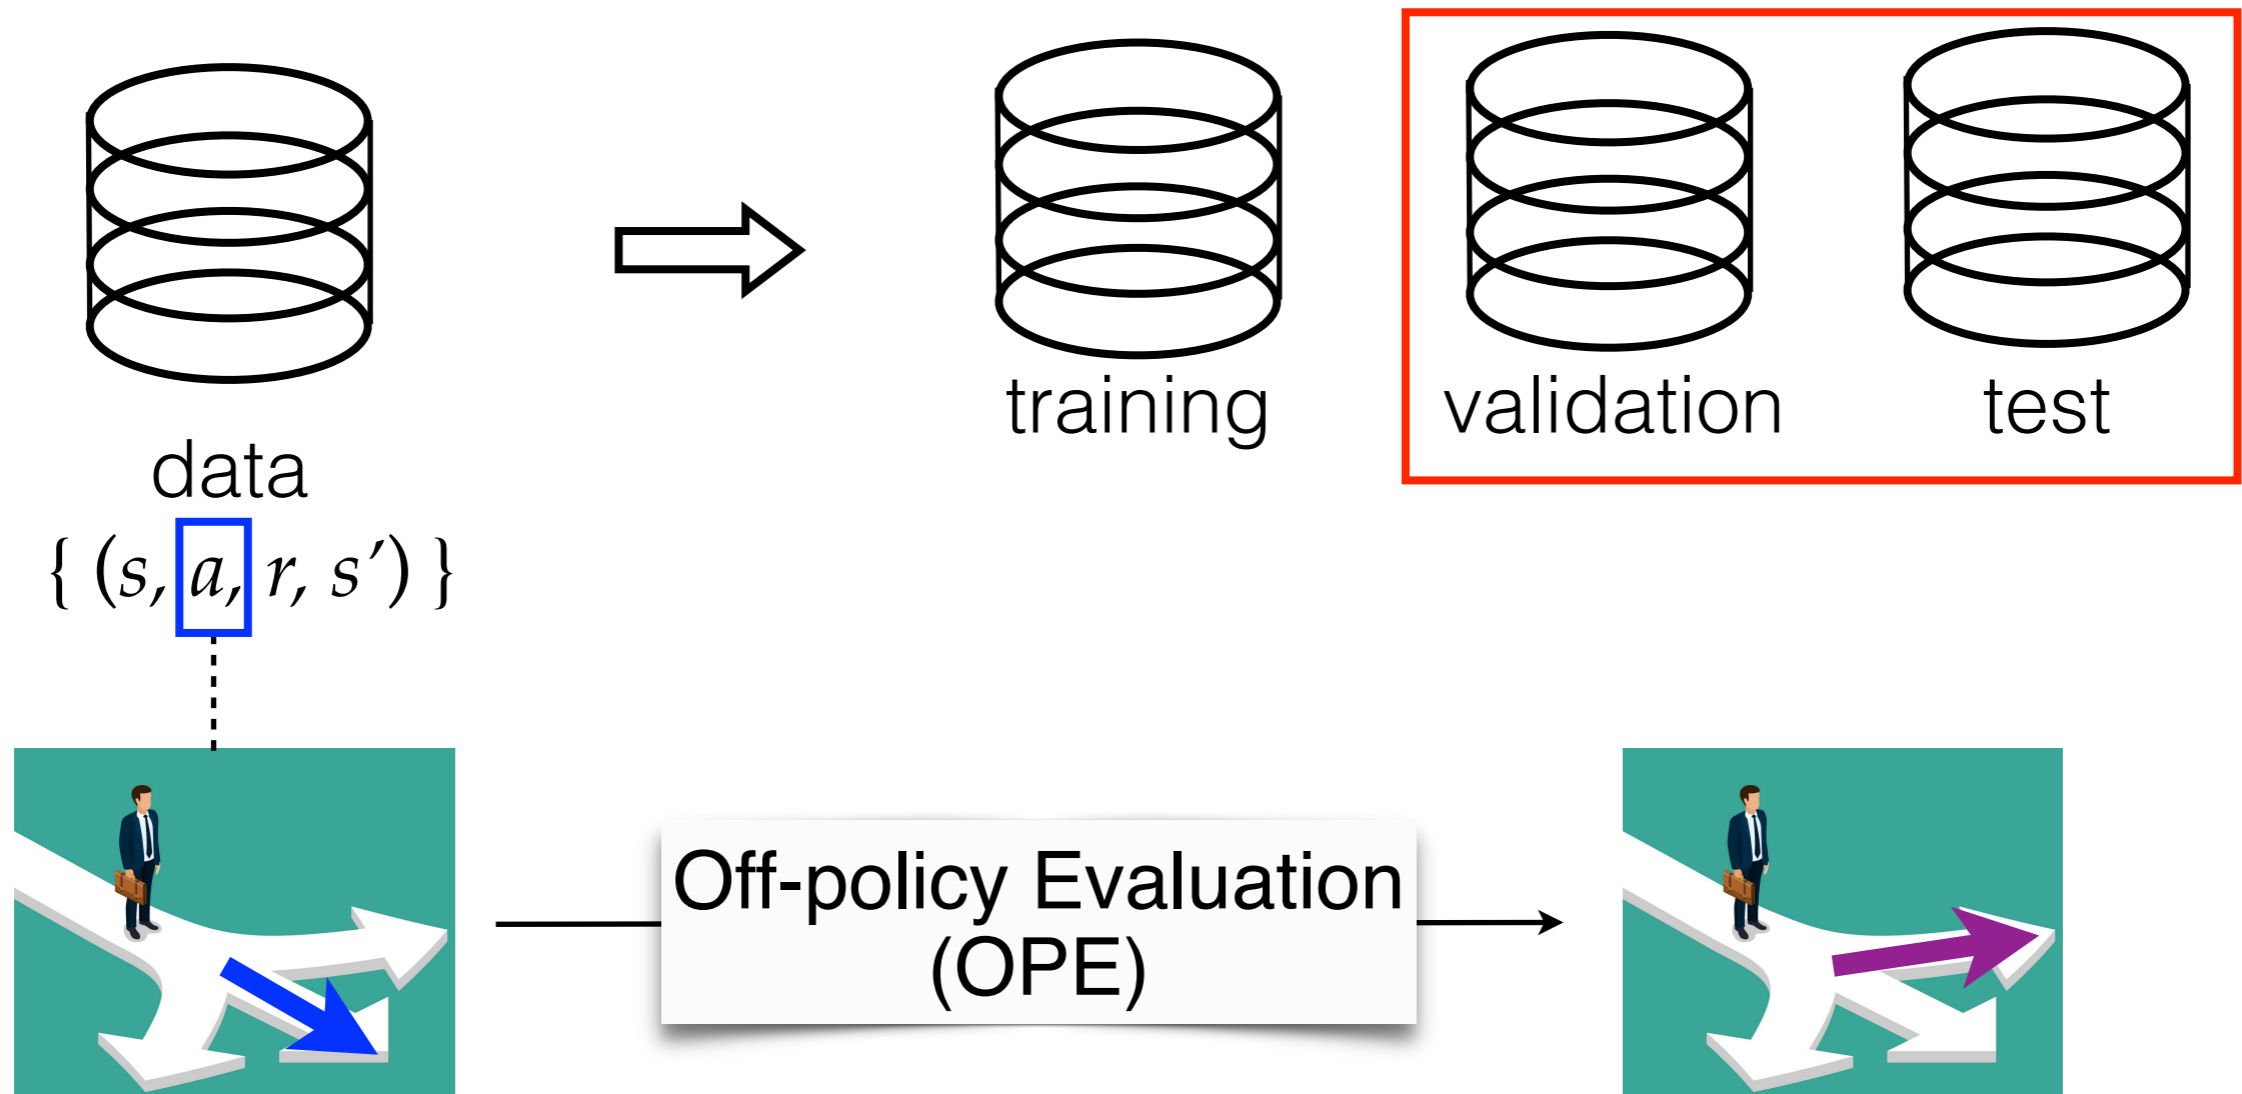 training
validation
test
data
{ (s, a, r, s′) }
Off-policy Evaluation
(OPE)